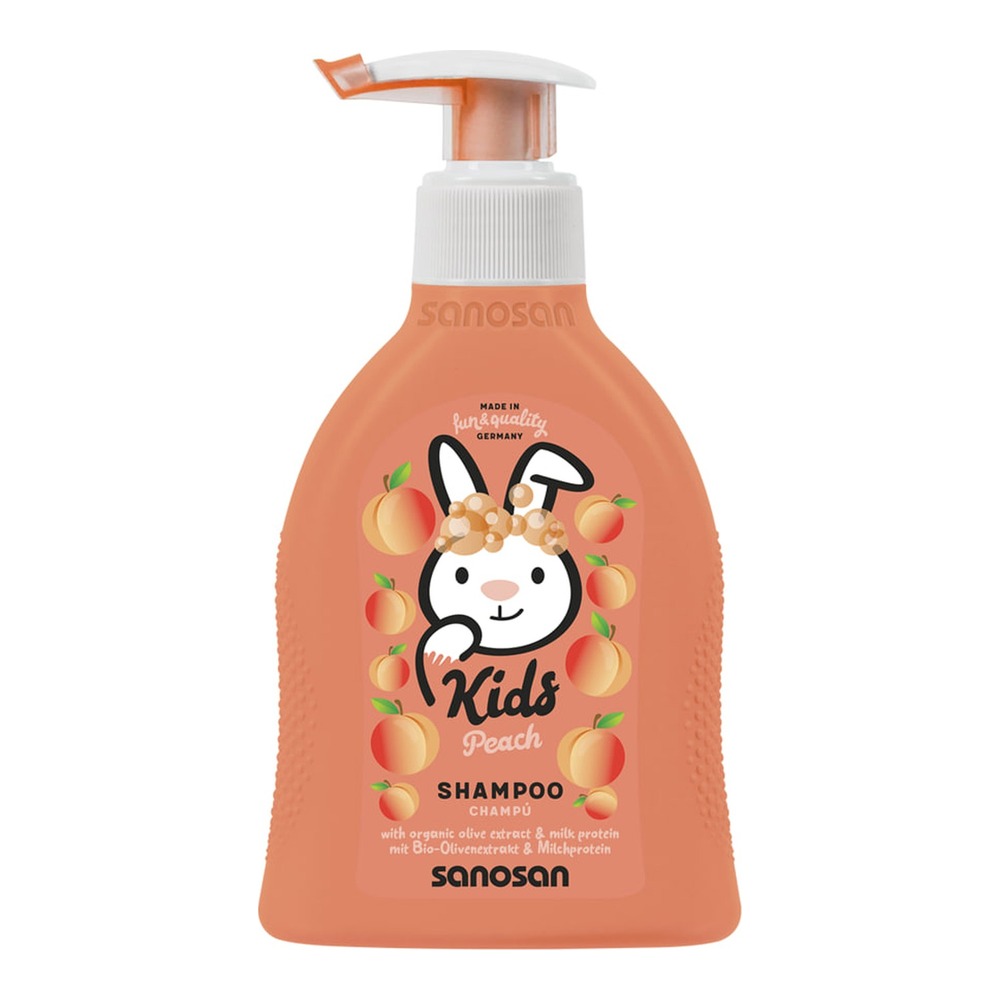 sanosan
MADE IN
fun & quality
GERMANY
Kids
Peach
SHAMPOO
CHAMPÚ
with organic olive extract & milk protein
mit Bio-Olivenextrakt & Milchprotein
sanosan